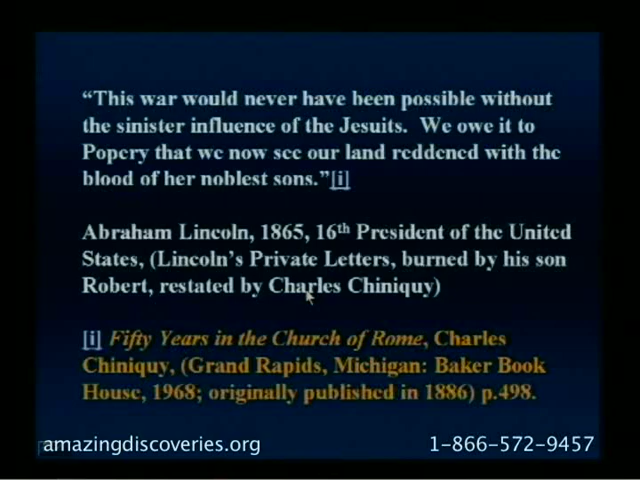 “This war would never have been possible without
the sinister influence of the Jesuits.  We owe it to
Popery that we now see our land reddened with the
blood of her noblest sons.”[i]
Abraham Lincoln, 1865, 16th President of the United
States, (Lincoln’s Private Letters, burned by his son
Robert, restated by Charles Chiniquy)
[i] Fifty Years in the Church of Rome, Charles
Chiniquy, (Grand Rapids, Michigan: Baker Book
House, 1968; originally published in 1886) p.498.
amazingdiscoveries.org 1-866-572-9457